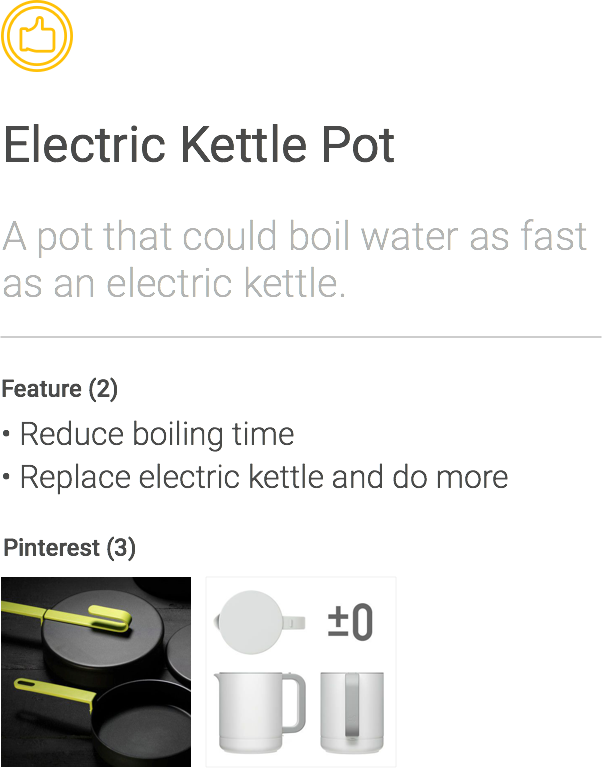 Electric Kettle Pot
A pot that could boil water as fast
as an electric kettle.
Feature (2)
• Reduce boiling time
• Replace electric kettle and do more
Pinterest (3)
±0